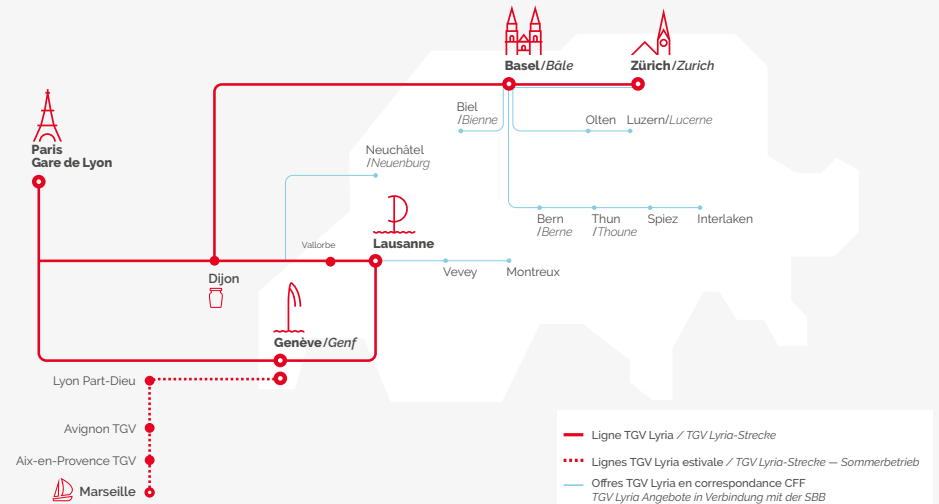 Basel/Bâle
Zürich/Zurich
Biel
/Bienne
Olten
Luzern/Lucerne
Paris
Gare de Lyon
Neuchâtel
/Neuenburg
Bern
/Berne
Thun
/Thoune
Spiez
Interlaken
Vallorbe
Lausanne
Dijon
Vevey
Montreux
Genève/Genf
Lyon Part-Dieu
Avignon TGV
Aix-en-Provence TGV
Marseille
Ligne TGV Lyria / TGV Lyria-Strecke
Lignes TGV Lyria estivale / TGV Lyria-Strecke — Sommerbetrieb
Offres TGV Lyria en correspondance CFF
TGV Lyria Angebote in Verbindung mit der SBB